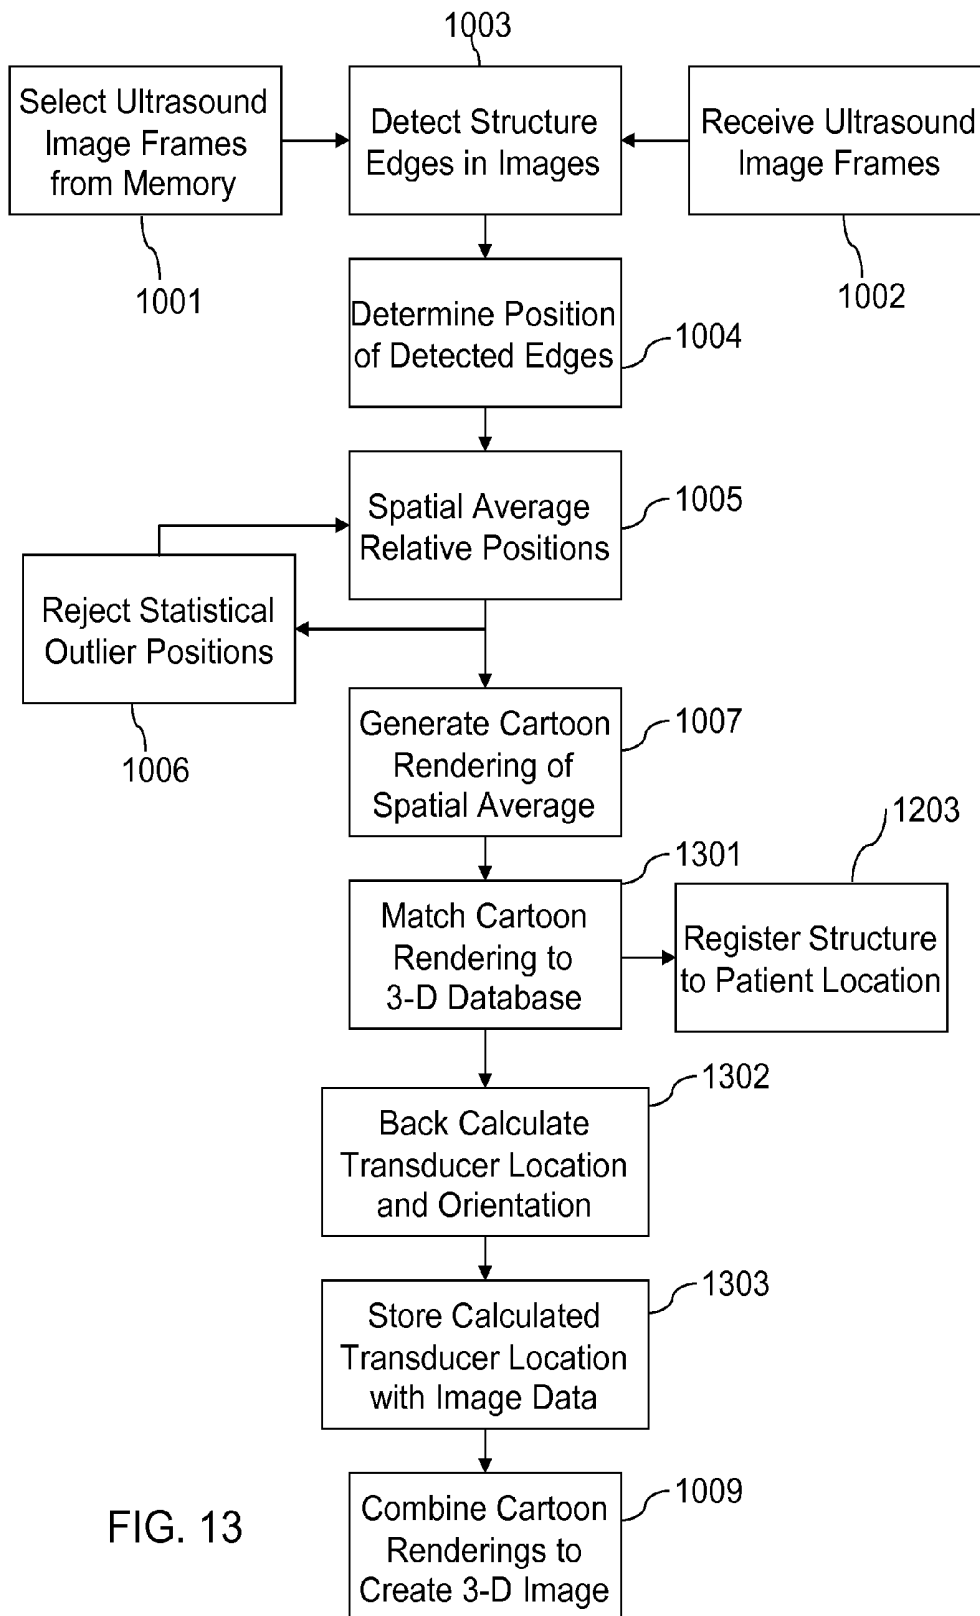 1003
Select Ultrasound
Image Frames
from Memory
Detect Structure
Edges in Images
Receive Ultrasound
Image Frames
1001
1002
Determine Position
of Detected Edges
1004
Spatial Average
Relative Positions
1005
Reject Statistical
Outlier Positions
1006
Generate Cartoon
Rendering of
Spatial Average
1007
Match Cartoon
Rendering to
3-D Database
1301
1203
Register Structure
to Patient Location
Back Calculate
Transducer Location
and Orientation
1302
Store Calculated
Transducer Location
with Image Data
1303
Combine Cartoon
Renderings to
Create 3-D Image
1009
FIG. 13